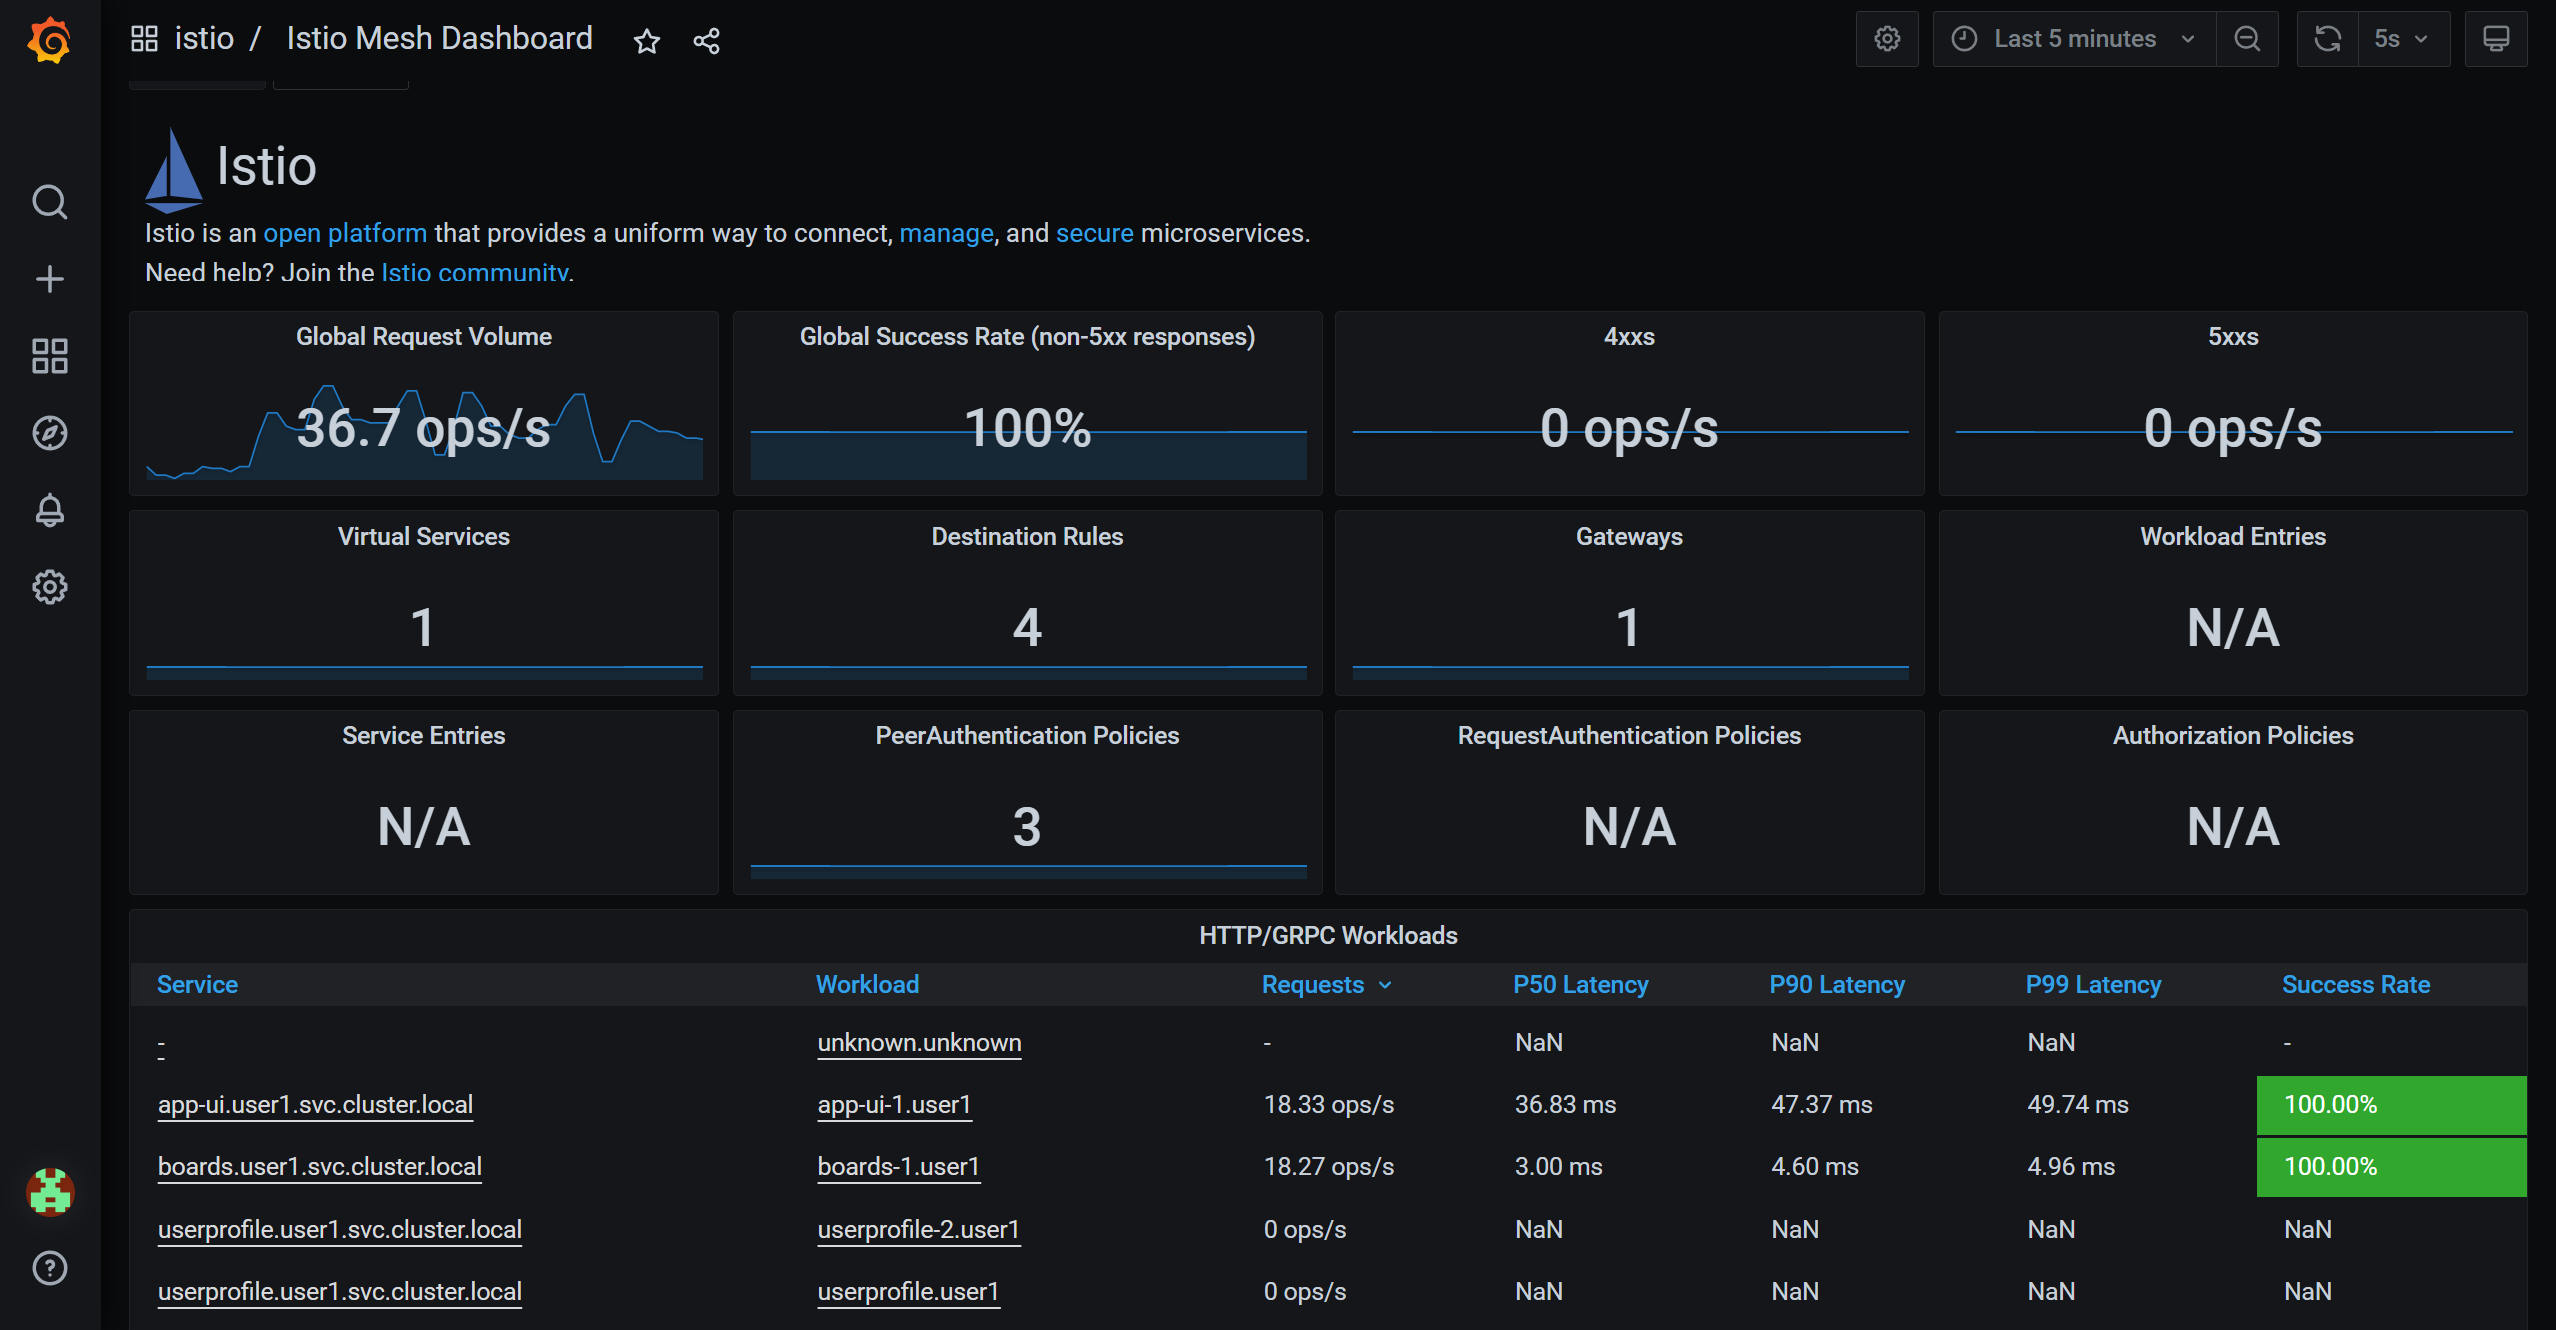 istio / Istio Mesh Dashboard
Last 5 minutes
5s
Istio
Istio is an open platform that provides a uniform way to connect, manage, and secure microservices.
Need help? Join the Istio community.
Global Request Volume
36.7 ops/s
Global Success Rate (non-5xx responses)
100%
4xxs
0 ops/s
5xxs
0 ops/s
Virtual Services
1
Destination Rules
4
Gateways
1
Workload Entries
N/A
Service Entries
N/A
PeerAuthentication Policies
3
RequestAuthentication Policies
N/A
Authorization Policies
N/A
HTTP/GRPC Workloads
Service Workload Requests P50 Latency P90 Latency P99 Latency Success Rate
- unknown.unknown - NaN NaN NaN -
app-ui.user1.svc.cluster.local app-ui-1.user1 18.33 ops/s 36.83 ms 47.37 ms 49.74 ms 100.00%
boards.user1.svc.cluster.local boards-1.user1 18.27 ops/s 3.00 ms 4.60 ms 4.96 ms 100.00%
userprofile.user1.svc.cluster.local userprofile-2.user1 0 ops/s NaN NaN NaN NaN
userprofile.user1.svc.cluster.local userprofile.user1 0 ops/s NaN NaN NaN NaN